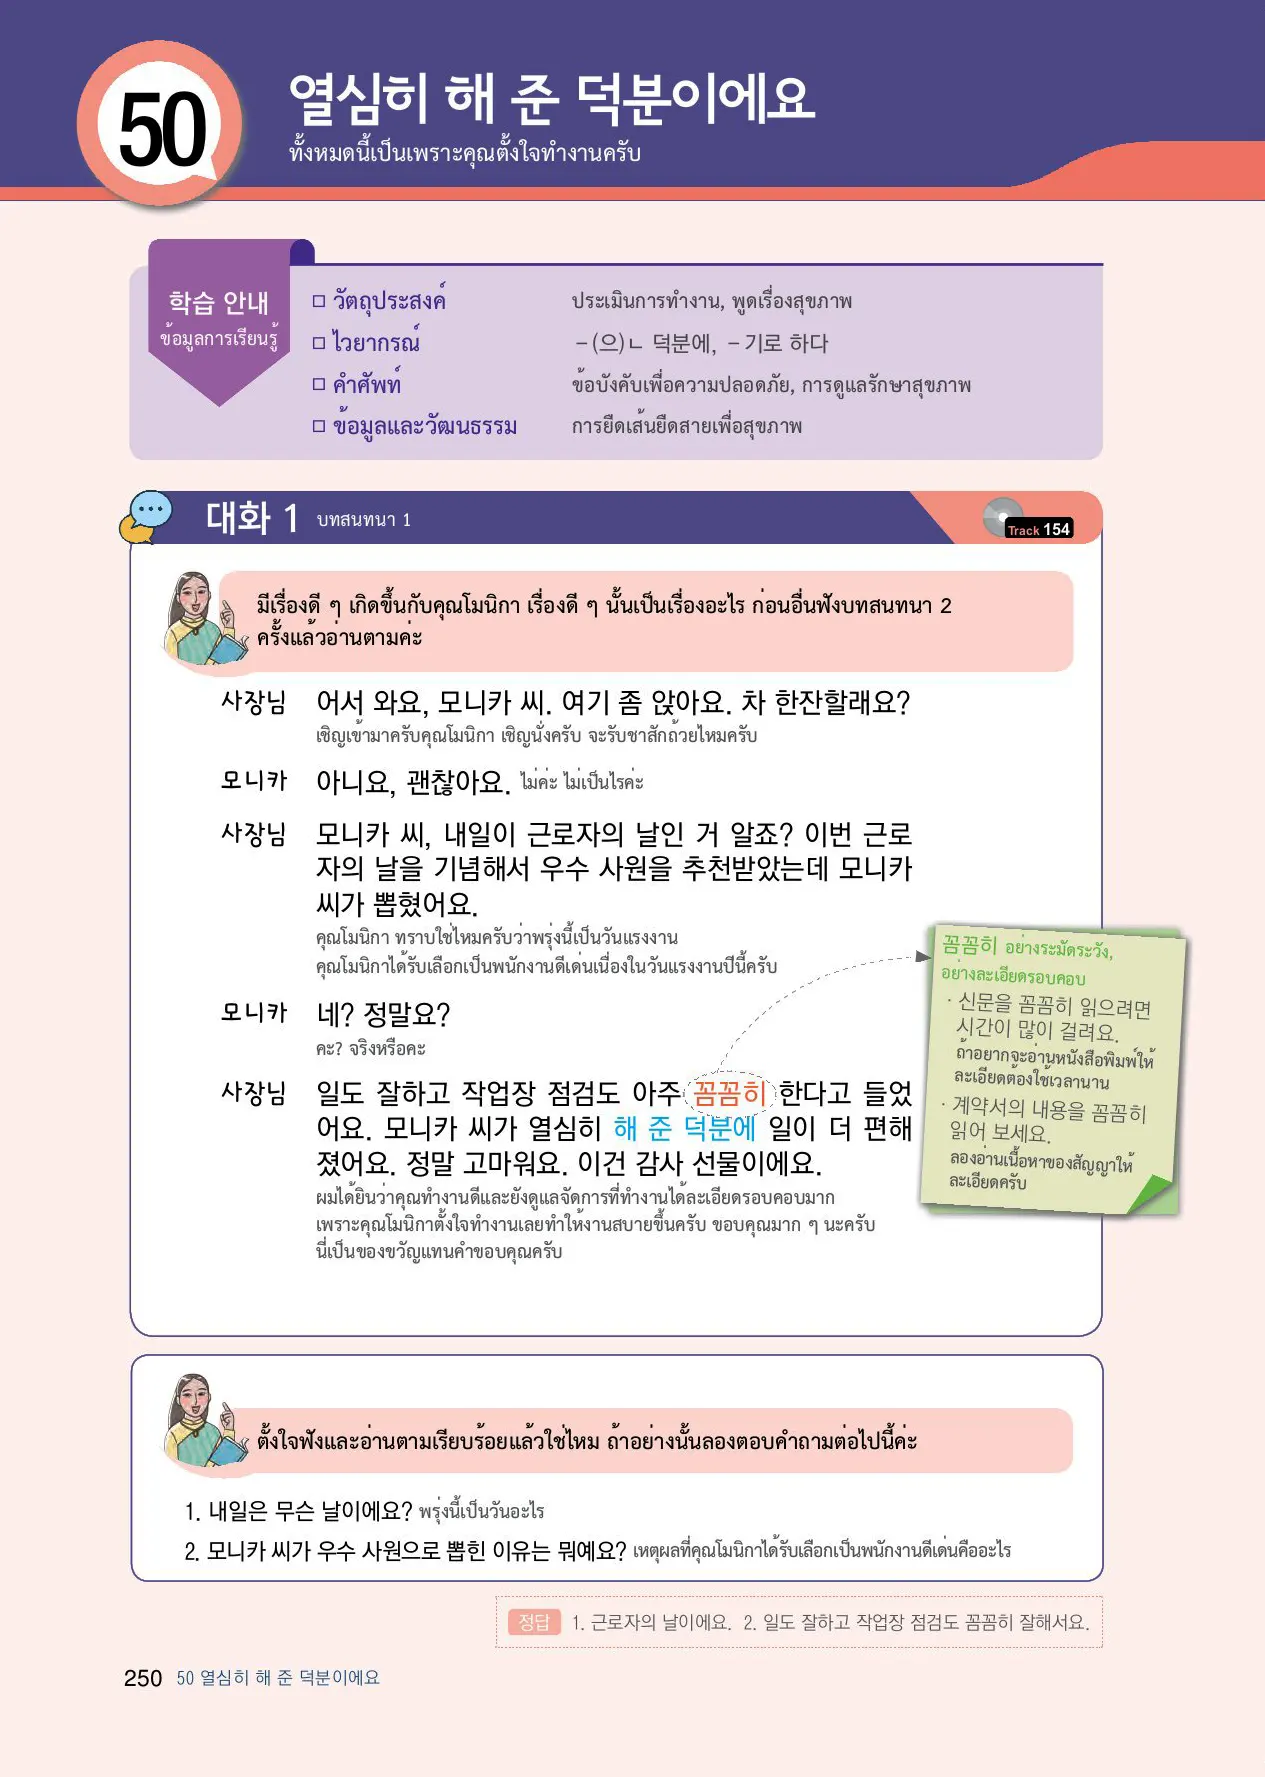 50
열심히 해 준 덕분이에요
ทั้งหมดนี้เป็นเพราะคุณตั้งใจทำงานครับ
학습 안내
ข้อมูลการเรียนรู้
□ วัตถุประสงค์ ประเมินการทำงาน, พูดเรื่องสุขภาพ
□ ไวยากรณ์ －(으)ㄴ 덕분에, －기로 하다
□ คำศัพท์ ข้อบังคับเพื่อความปลอดภัย, การดูแลรักษาสุขภาพ
□ ข้อมูลและวัฒนธรรม การยืดเส้นยืดสายเพื่อสุขภาพ
대화 1 บทสนทนา 1
Track 154
มีเรื่องดี ๆ เกิดขึ้นกับคุณโมนิกา เรื่องดี ๆ นั้นเป็นเรื่องอะไร ก่อนอื่นฟังบทสนทนา 2
ครั้งแล้วอ่านตามค่ะ
사장님 어서 와요, 모니카 씨. 여기 좀 앉아요. 차 한잔할래요?
เชิญเข้ามาครับคุณโมนิกา เชิญนั่งครับ จะรับชาสักถ้วยไหมครับ
모니카 아니요, 괜찮아요. ไม่ค่ะ ไม่เป็นไรค่ะ
사장님 모니카 씨, 내일이 근로자의 날인 거 알죠? 이번 근로
자의 날을 기념해서 우수 사원을 추천받았는데 모니카
씨가 뽑혔어요.
คุณโมนิกา ทราบใช่ไหมครับว่าพรุ่งนี้เป็นวันแรงงาน
คุณโมนิกาได้รับเลือกเป็นพนักงานดีเด่นเนื่องในวันแรงงานปีนี้ครับ
모니카 네? 정말요?
คะ? จริงหรือคะ
사장님 일도 잘하고 작업장 점검도 아주 꼼꼼히 한다고 들었
어요. 모니카 씨가 열심히 해 준 덕분에 일이 더 편해
졌어요. 정말 고마워요. 이건 감사 선물이에요.
ผมได้ยินว่าคุณทำงานดีและยังดูแลจัดการที่ทำงานได้ละเอียดรอบคอบมาก
เพราะคุณโมนิกาตั้งใจทำงานเลยทำให้งานสบายขึ้นครับ ขอบคุณมาก ๆ นะครับ
นี่เป็นของขวัญแทนคำขอบคุณครับ
꼼꼼히 อย่างระมัดระวัง,
อย่างละเอียดรอบคอบ
· 신문을 꼼꼼히 읽으려면
시간이 많이 걸려요.
ถ้าอยากจะอ่านหนังสือพิมพ์ให้
ละเอียดต้องใช้เวลานาน
· 계약서의 내용을 꼼꼼히
읽어 보세요.
ลองอ่านเนื้อหาของสัญญาให้
ละเอียดครับ
ตั้งใจฟังและอ่านตามเรียบร้อยแล้วใช่ไหม ถ้าอย่างนั้นลองตอบคำถามต่อไปนี้ค่ะ
1. 내일은 무슨 날이에요? พรุ่งนี้เป็นวันอะไร
2. 모니카 씨가 우수 사원으로 뽑힌 이유는 뭐예요? เหตุผลที่คุณโมนิกาได้รับเลือกเป็นพนักงานดีเด่นคืออะไร
정답 1. 근로자의 날이에요. 2. 일도 잘하고 작업장 점검도 꼼꼼히 잘해서요.
250 50 열심히 해 준 덕분이에요